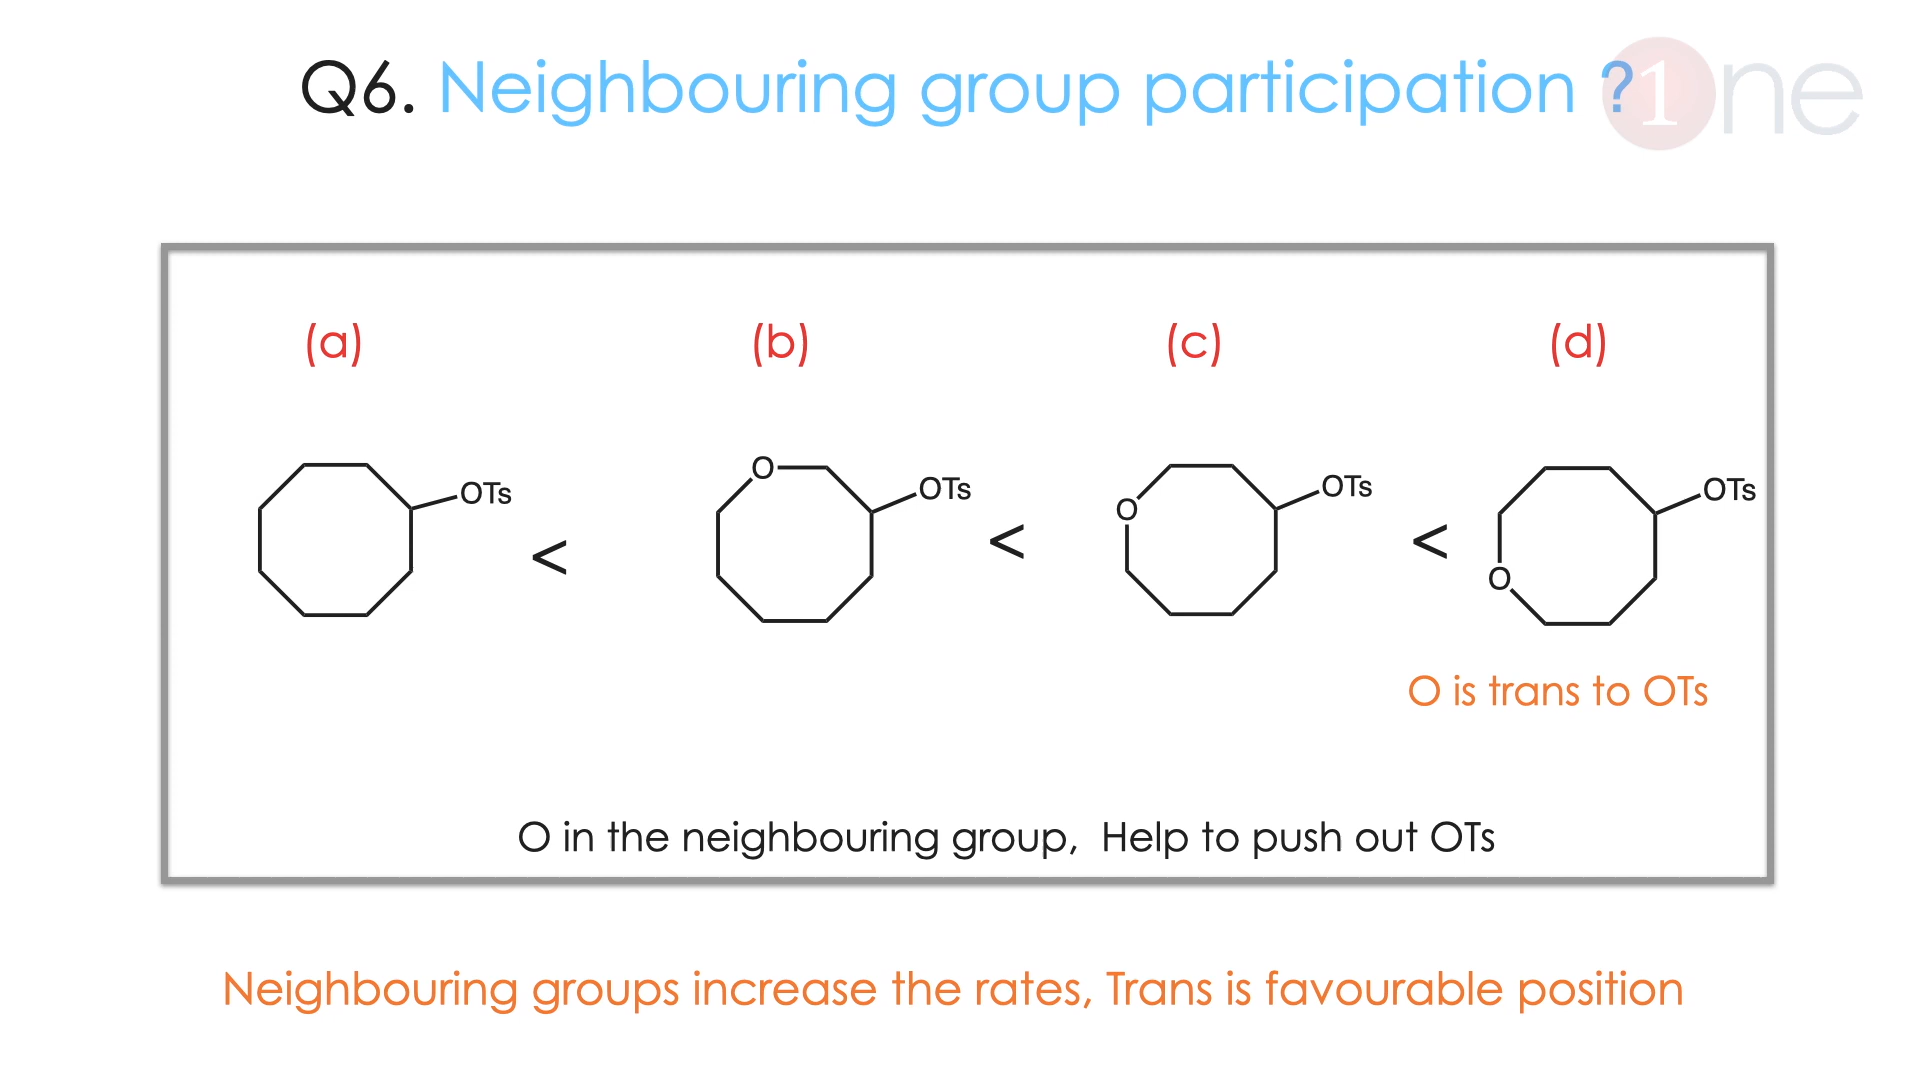 Q6. Neighbouring group participation ?
1ne
(a) (b) (c) (d)
OTs < O OTs < O OTs < O OTs
O is trans to OTs
O in the neighbouring group, Help to push out OTs
Neighbouring groups increase the rates, Trans is favourable position